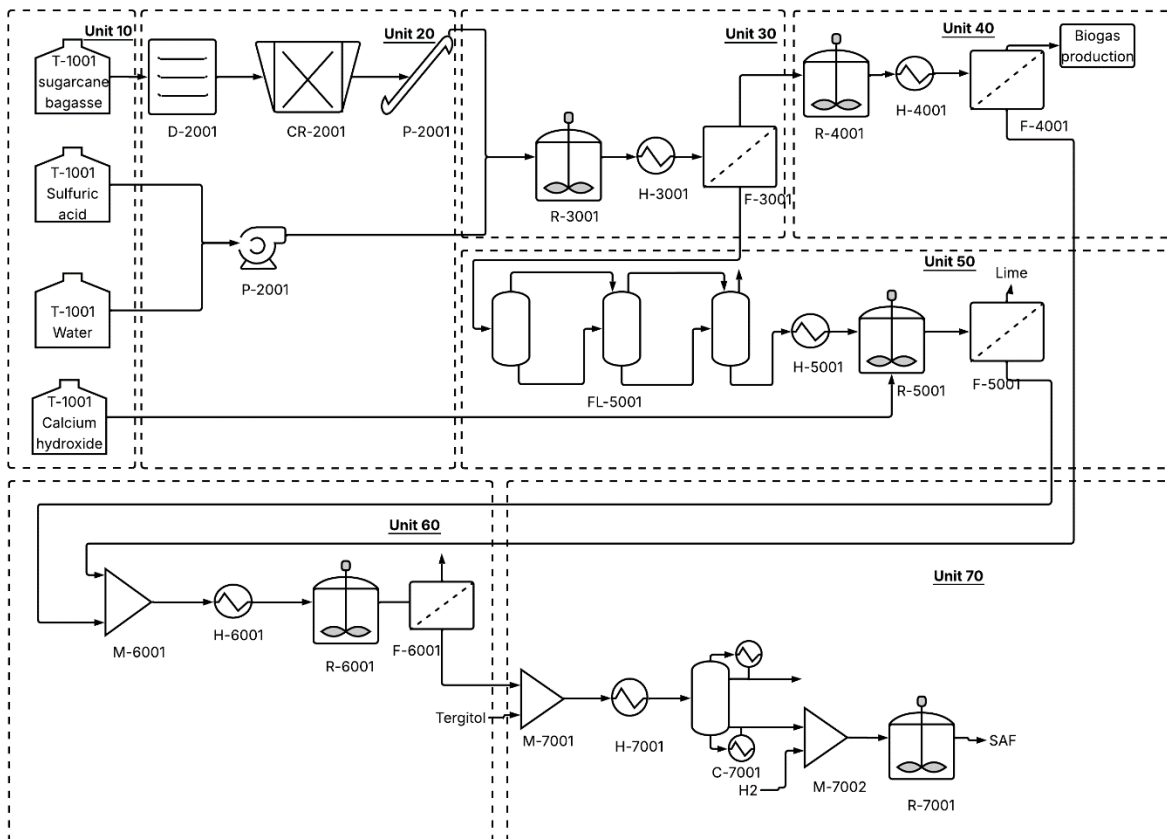 Unit 10
Unit 20
Unit 30
Unit 40
T-1001
sugarcane
bagasse
D-2001
CR-2001
P-2001
R-3001
H-3001
F-3001
R-4001
H-4001
F-4001
Biogas
production
T-1001
Sulfuric
acid
P-2001
T-1001
Water
T-1001
Calcium
hydroxide
Unit 50
FL-5001
H-5001
R-5001
Lime
F-5001
Unit 60
M-6001
H-6001
R-6001
F-6001
Unit 70
Tergitol
M-7001
H-7001
C-7001
H2
M-7002
R-7001
SAF